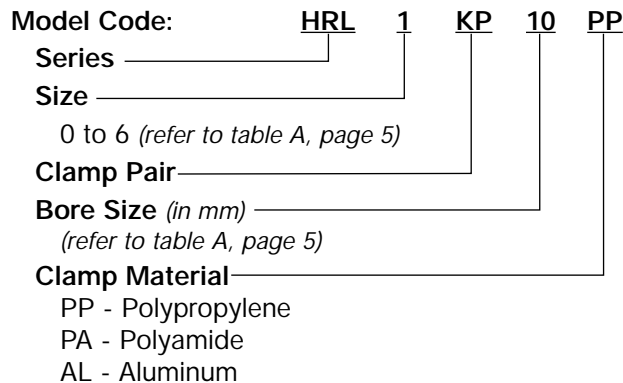 Model Code: HRL 1 KP 10 PP
Series
Size
0 to 6 (refer to table A, page 5)
Clamp Pair
Bore Size (in mm)
(refer to table A, page 5)
Clamp Material
PP - Polypropylene
PA - Polyamide
AL - Aluminum